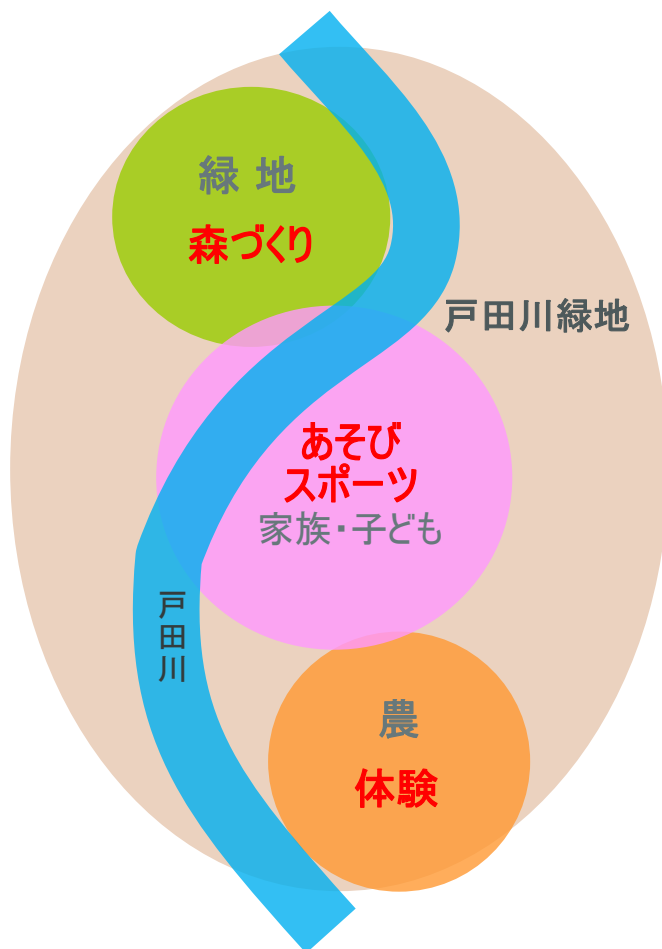 緑 地
森づくり
戸田川緑地
あそび
スポーツ
家族・子ども
戸田川
農
体験